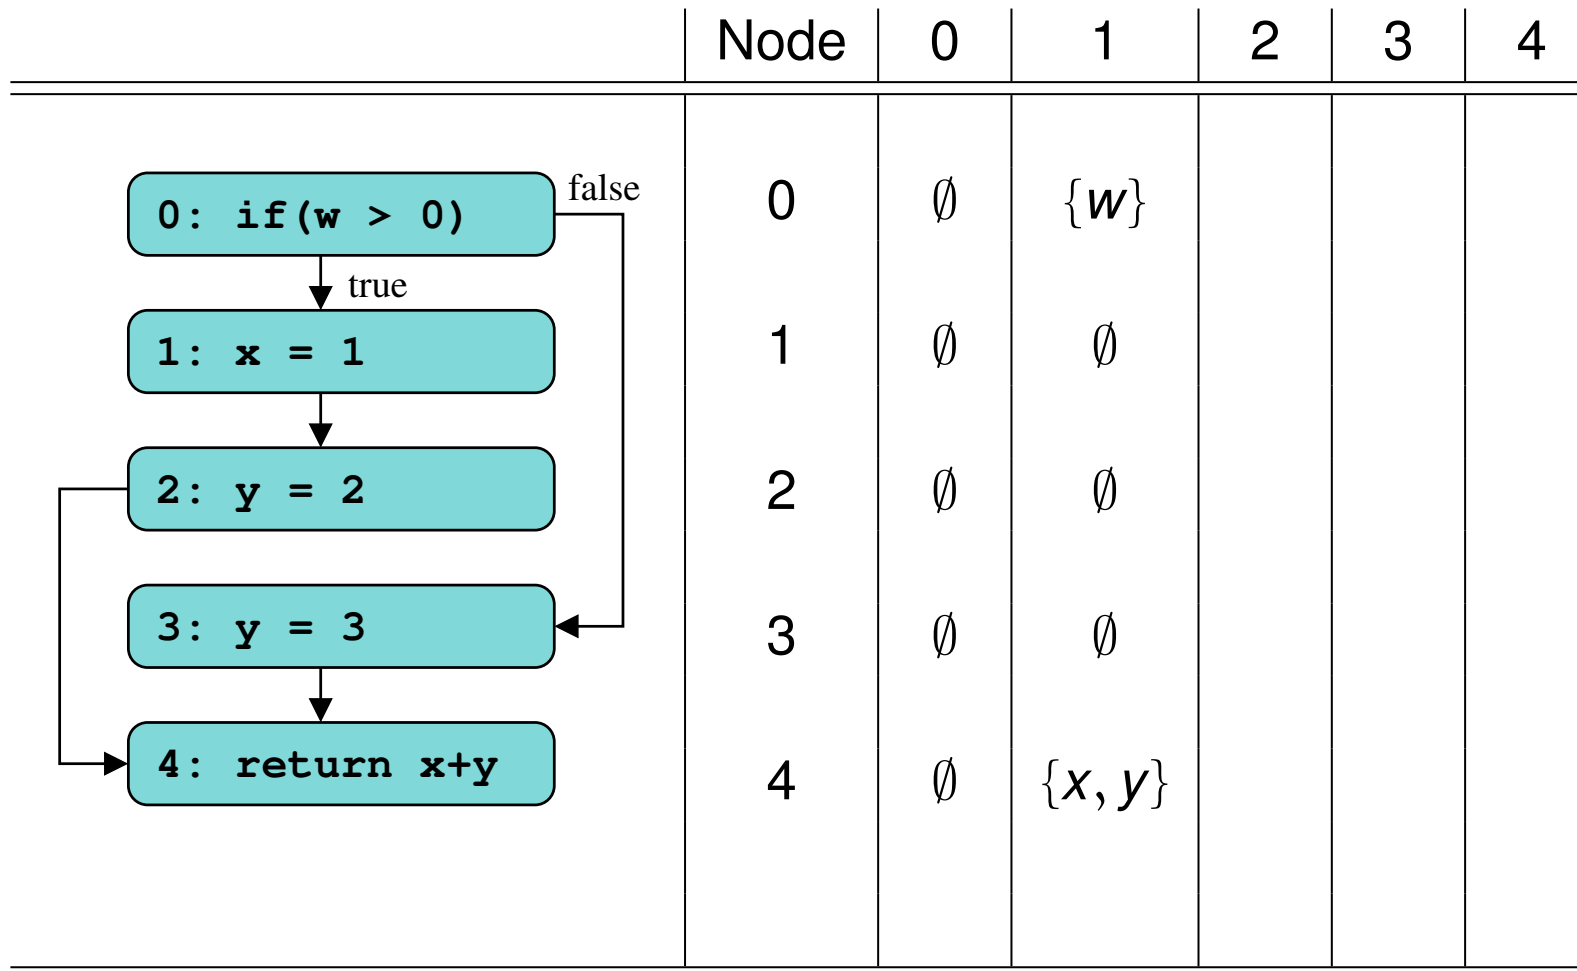 Node 0 1 2 3 4
false
0: if(w > 0)
0 ∅ {w}
true
1: x = 1
1 ∅ ∅
2: y = 2
2 ∅ ∅
3: y = 3
3 ∅ ∅
4: return x+y
4 ∅ {x, y}